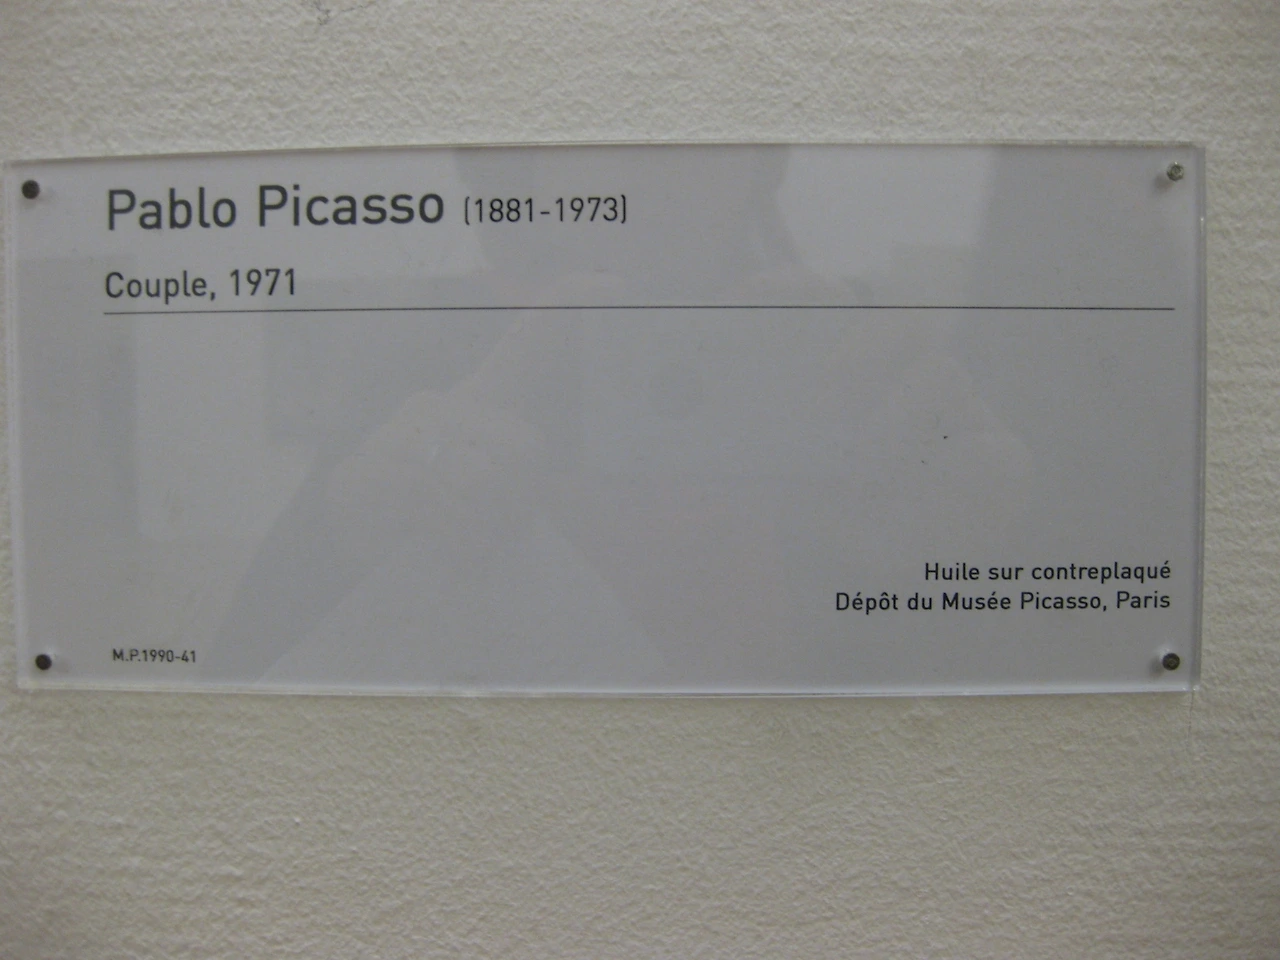 Pablo Picasso (1881-1973)
Couple, 1971
Huile sur contreplaqué
Dépôt du Musée Picasso, Paris
M.P.1990-41